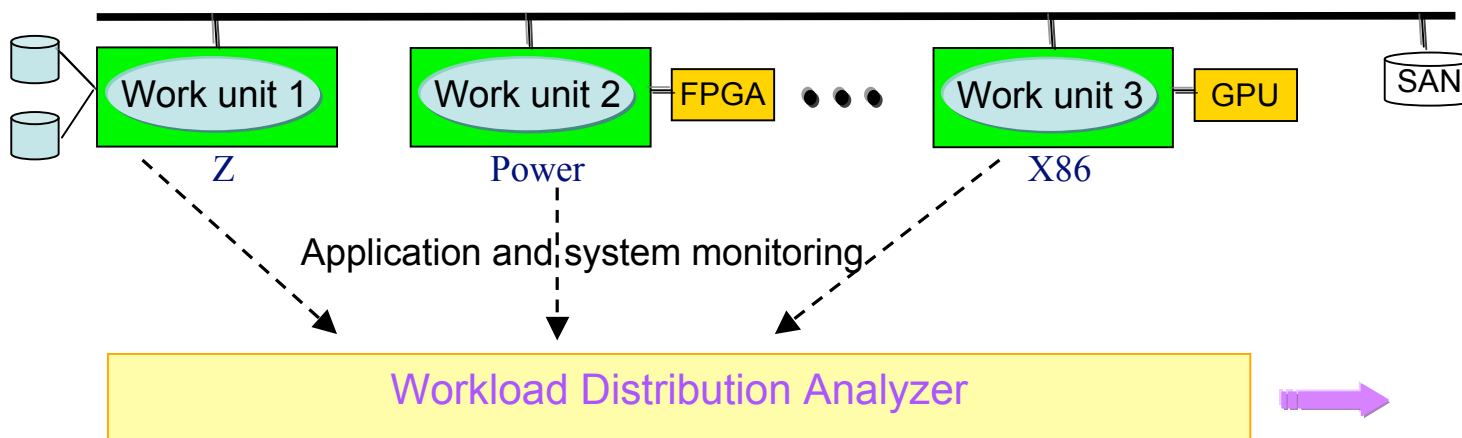 Work unit 1
Work unit 2
FPGA
Work unit 3
GPU
SAN
Z
Power
X86
Application and system monitoring
Workload Distribution Analyzer